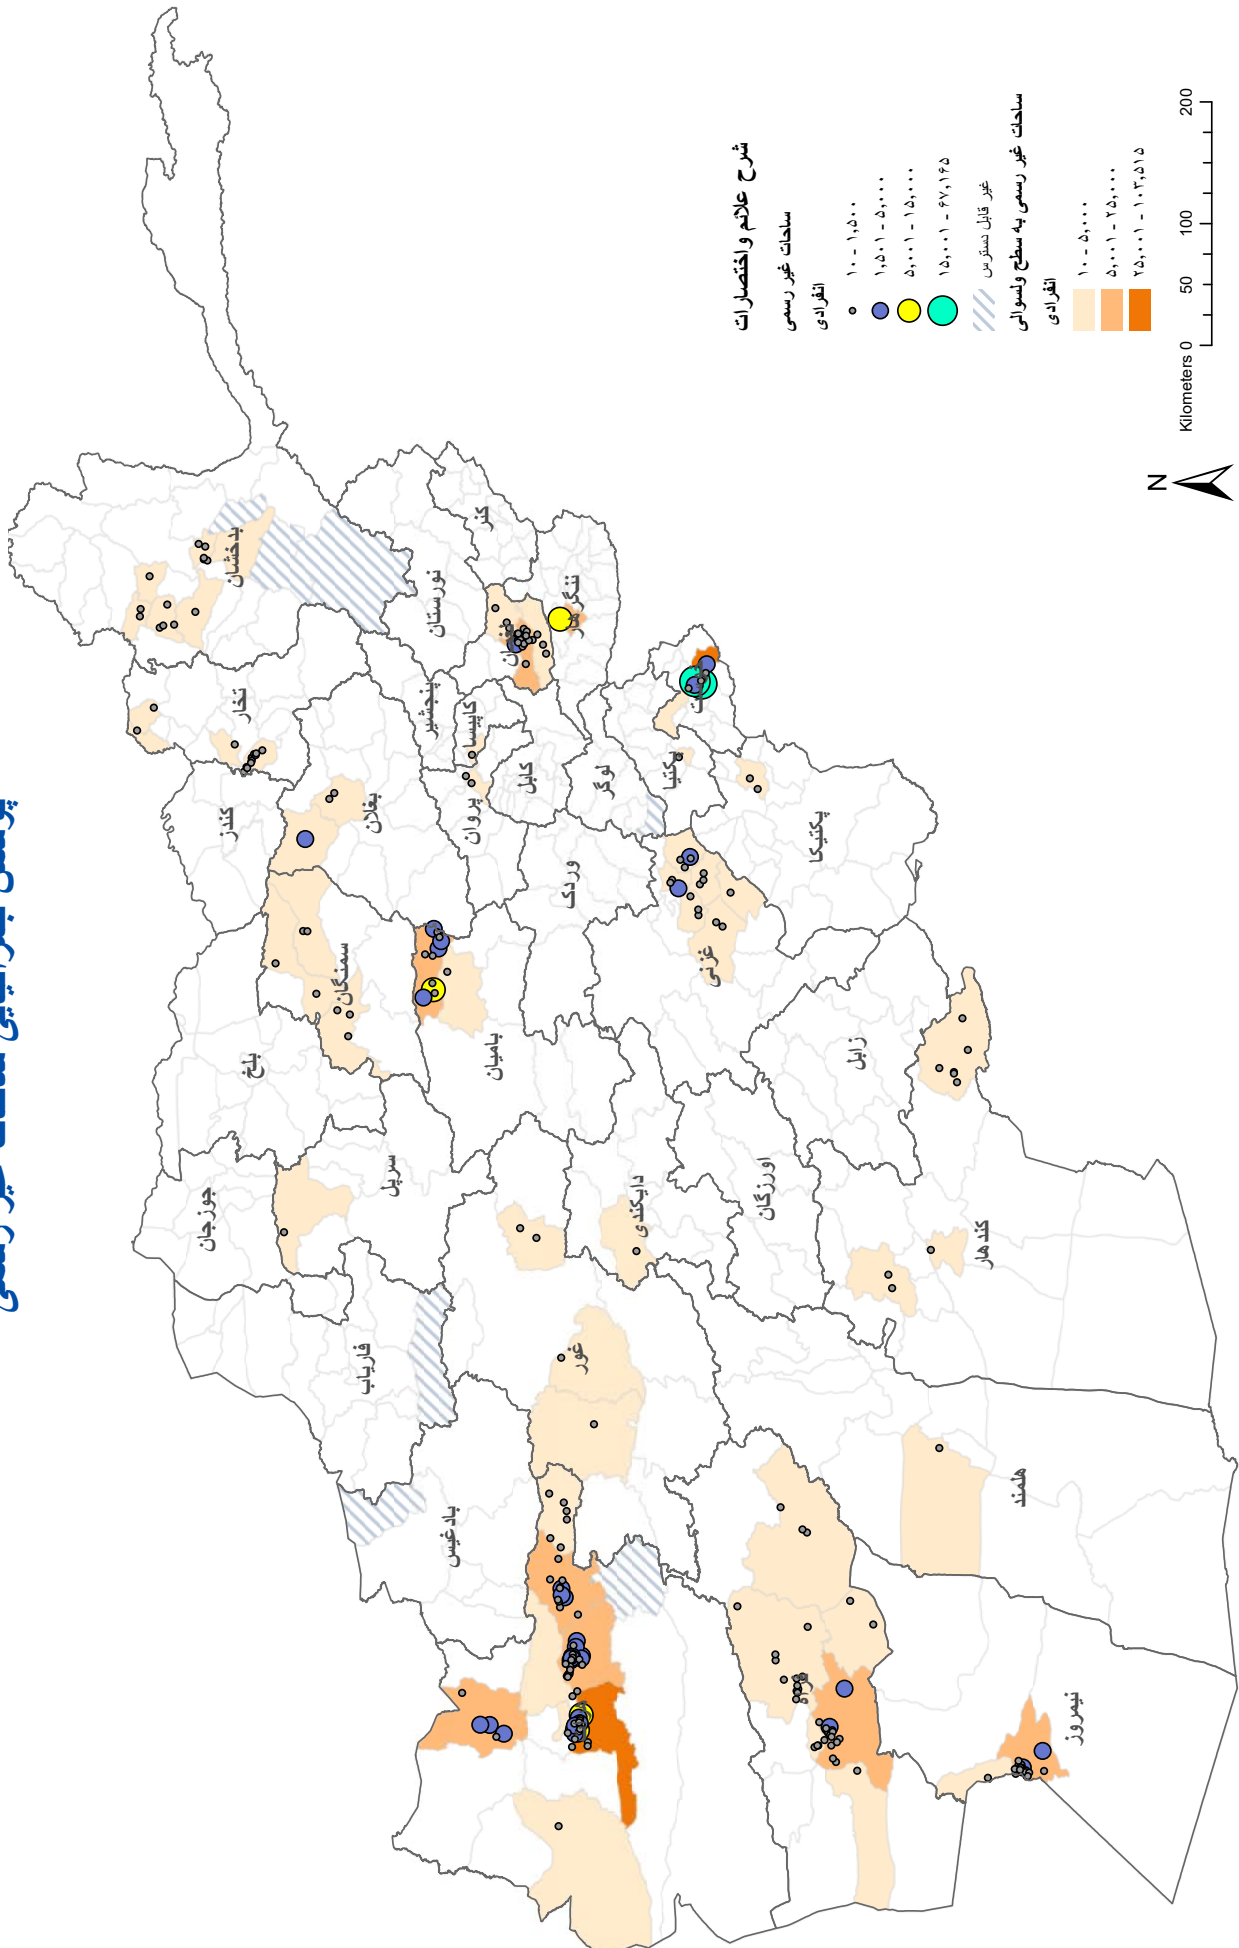 شرح علائم واختصارات
ساحات غیر رسمی
انفرادی
۱۰ - ۱,۵۰۰
۱,۵۰۱ - ۵,۰۰۰
۵,۰۰۱ - ۱۵,۰۰۰
۱۵,۰۰۱ - ۶۷,۱۶۵
غیر قابل دسترس
ساحات غیر رسمی به سطح ولسوالی
انفرادی
۱۰ - ۵,۰۰۰
۵,۰۰۱ - ۲۵,۰۰۰
۲۵,۰۰۱ - ۱۰۳,۵۱۵
Kilometers 0 50 100 200
N
بدخشان
تخار
کندز
بغلان
سمنگان
بلخ
جوزجان
سرپل
فاریاب
بادغیس
نورستان
کنر
ننگرهار
پنجشیر
کاپیسا
پروان
کابل
لوگر
پکتیا
پکتیکا
وردک
غزنی
بامیان
دایکندی
اورزگان
زابل
کندهار
غور
هلمند
فراه
نیمروز